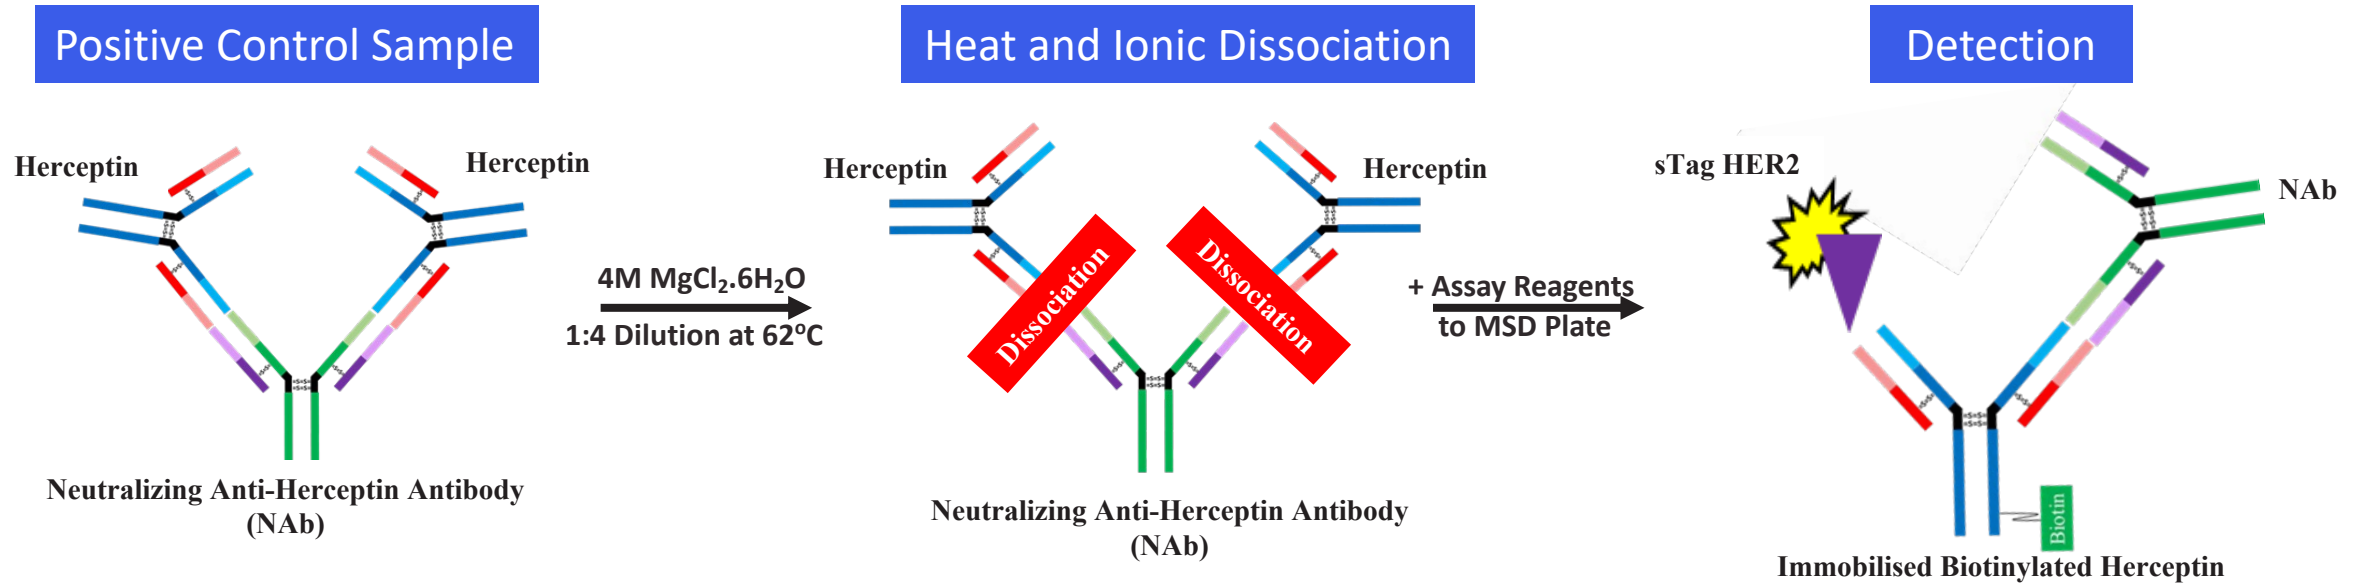 Positive Control Sample
Heat and Ionic Dissociation
Detection
Herceptin
Herceptin
Neutralizing Anti-Herceptin Antibody
(NAb)
4M MgCl₂.6H₂O
1:4 Dilution at 62ºC
Herceptin
Herceptin
Dissociation
Dissociation
Neutralizing Anti-Herceptin Antibody
(NAb)
+ Assay Reagents
to MSD Plate
sTag HER2
NAb
Biotin
Immobilised Biotinylated Herceptin